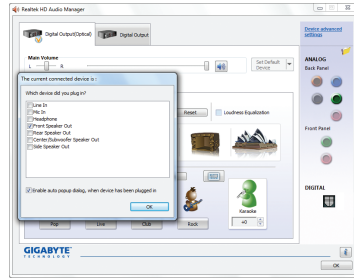 Realtek HD Audio Manager
Digital Output(Optical)
Digital Output
Device advanced
settings
Main Volume
L
R
Set Default
Device
ANALOG
Back Panel
The current connected device is :
Which device did you plug in?
Line In
Mic In
Headphone
Front Speaker Out
Rear Speaker Out
Center/Subwoofer Speaker Out
Side Speaker Out
Reset
Loudness Equalization
Front Panel
Enable auto popup dialog, when device has been plugged in
OK
DIGITAL
Karaoke
Pop
Live
Club
Rock
+0
GIGABYTE
TECHNOLOGY
OK